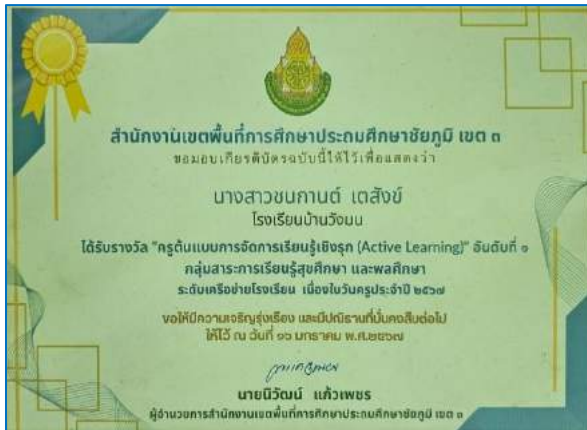 สำนักงานเขตพื้นที่การศึกษาประถมศึกษาชัยภูมิ เขต ๓
ขอมอบเกียรติบัตรฉบับนี้ให้ไว้เพื่อแสดงว่า
นางสาวชนกานต์ เตสังข์
โรงเรียนบ้านวังมน
ได้รับรางวัล "ครูต้นแบบการจัดการเรียนรู้เชิงรุก (Active Learning)" อันดับที่ ๑
กลุ่มสาระการเรียนรู้สุขศึกษา และพลศึกษา
ระดับเครือข่ายโรงเรียน เนื่องในวันครูประจำปี ๒๕๖๗
ขอให้มีความเจริญรุ่งเรือง และมีปณิธานที่มั่นคงสืบต่อไป
ให้ไว้ ณ วันที่ ๑๖ มกราคม พ.ศ.๒๕๖๗
นายนิวัฒน์ แก้วเพชร
ผู้อำนวยการสำนักงานเขตพื้นที่การศึกษาประถมศึกษาชัยภูมิ เขต ๓